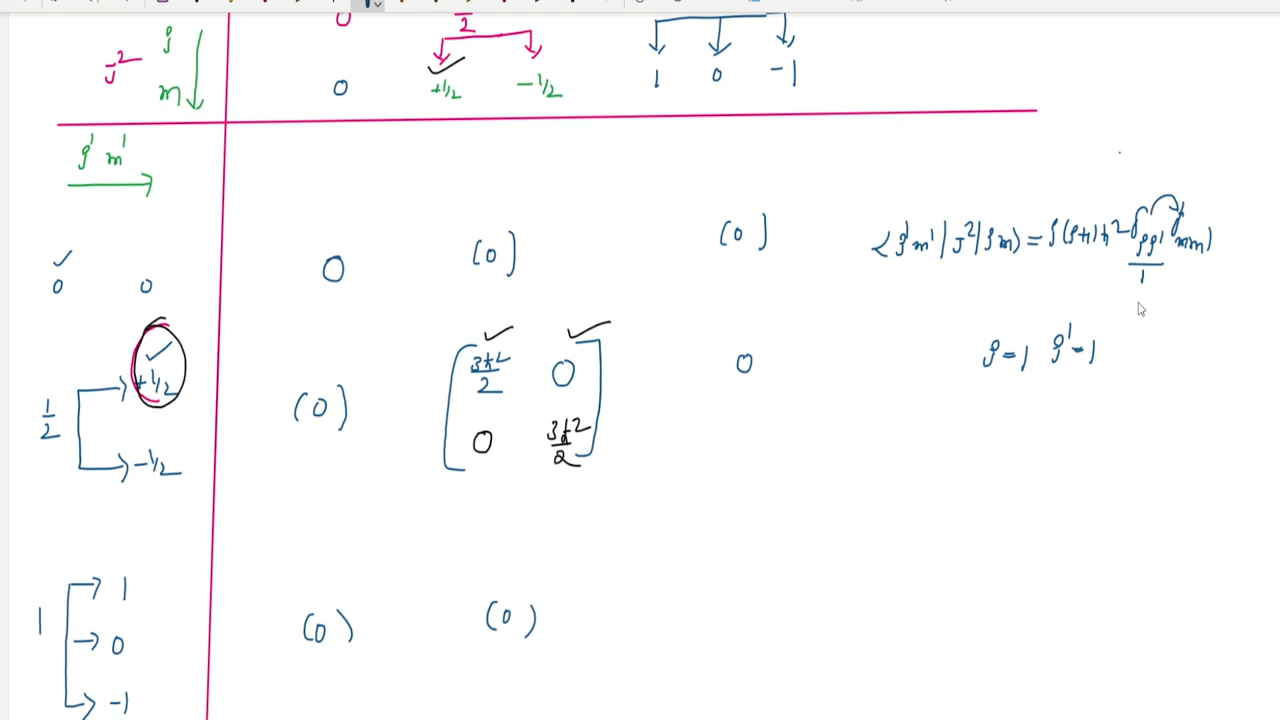 0 1/2
J² j
m 0 +1/2 -1/2 1 0 -1
j' m'
0 0 0 (0) (0) <j'm'|J²|jm> = j(j+1)ħ² δjj' δmm')
1
1/2 +1/2 (0) [3ħ²/2 0 0 j=1 j'=1
-1/2 0 3ħ²/2]
1 1
0 (0) (0)
-1